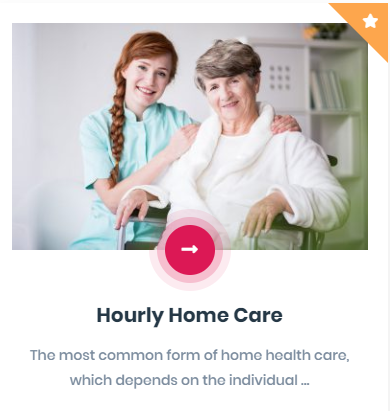 Hourly Home Care
The most common form of home health care,
which depends on the individual ...